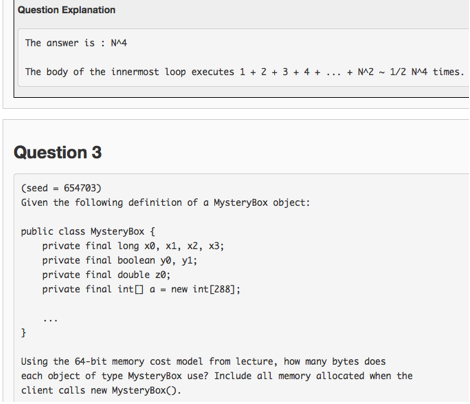 Question Explanation
The answer is : N^4
The body of the innermost loop executes 1 + 2 + 3 + 4 + ... + N^2 ~ 1/2 N^4 times.
Question 3
(seed = 654703)
Given the following definition of a MysteryBox object:
public class MysteryBox {
private final long x0, x1, x2, x3;
private final boolean y0, y1;
private final double z0;
private final int[] a = new int[288];
...
}
Using the 64-bit memory cost model from lecture, how many bytes does
each object of type MysteryBox use? Include all memory allocated when the
client calls new MysteryBox().